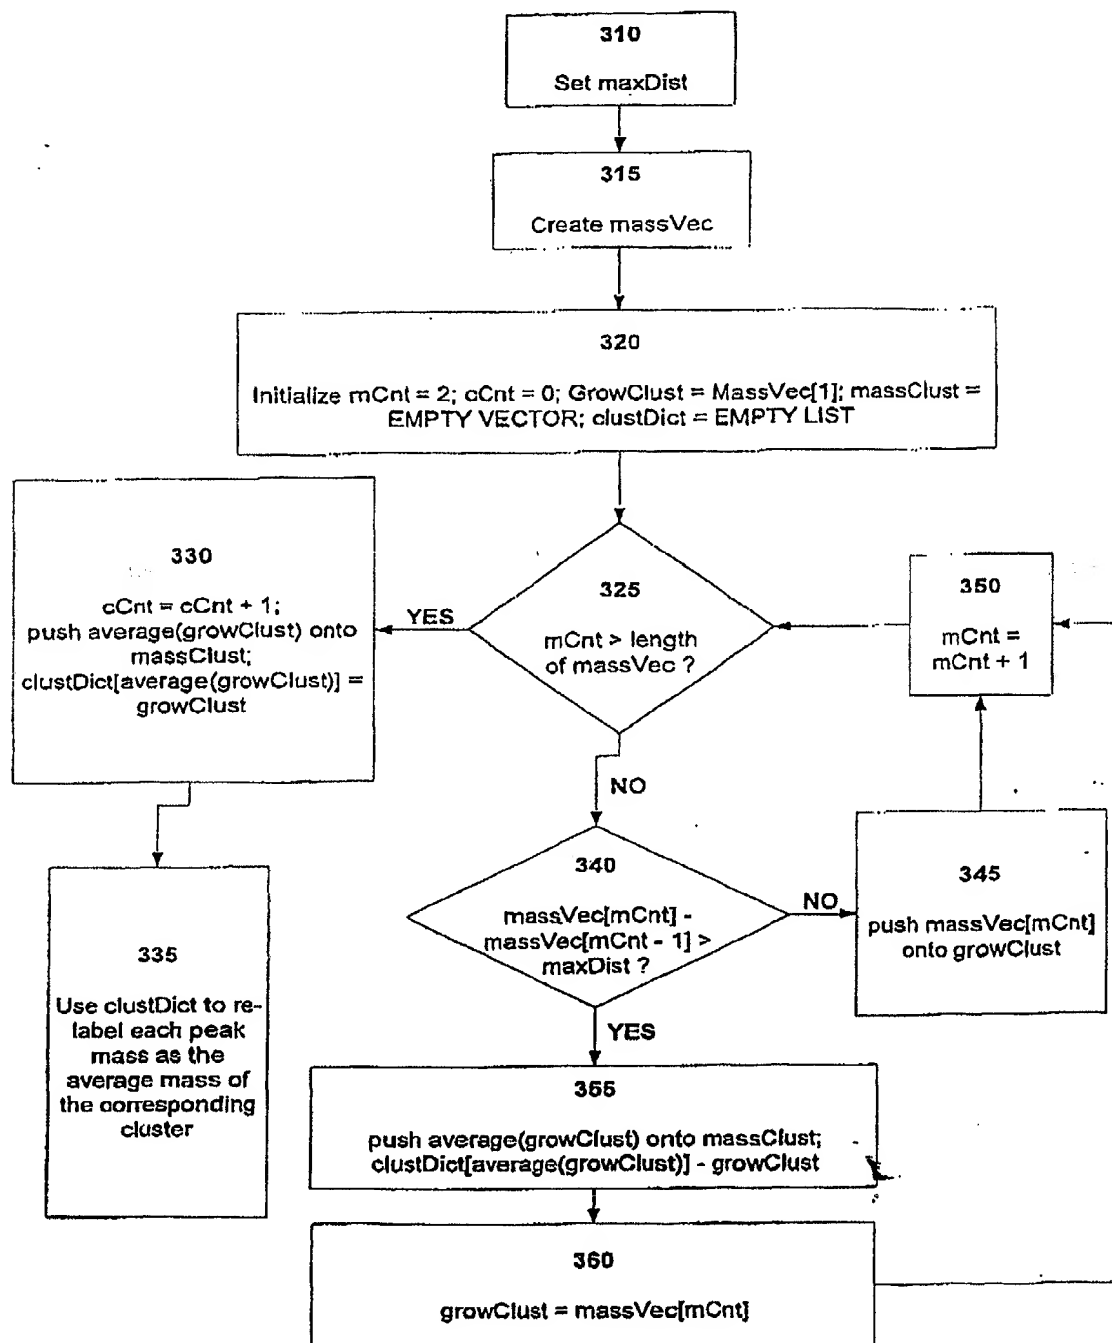 310
Set maxDist
315
Create massVec
320
Initialize mCnt = 2; cCnt = 0; GrowClust = MassVec[1]; massClust =
EMPTY VECTOR; clustDict = EMPTY LIST
325
mCnt > length
of massVec ?
YES
330
cCnt = cCnt + 1;
push average(growClust) onto
massClust;
clustDict[average(growClust)] =
growClust
335
Use clustDict to re-
label each peak
mass as the
average mass of
the corresponding
cluster
NO
340
massVec[mCnt] -
massVec[mCnt - 1] >
maxDist ?
NO
345
push massVec[mCnt]
onto growClust
350
mCnt =
mCnt + 1
YES
355
push average(growClust) onto massClust;
clustDict[average(growClust)] - growClust
360
growClust = massVec[mCnt]